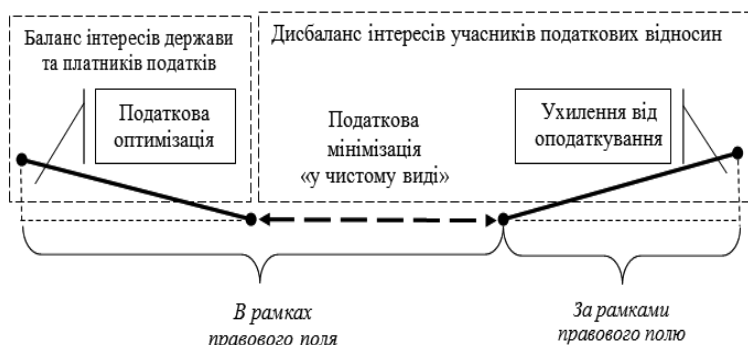 Баланс інтересів держави
та платників податків
Дисбаланс інтересів учасників податкових відносин
Податкова
оптимізація
Податкова
мінімізація
«у чистому виді»
Ухилення від
оподаткування
В рамках
правового поля
За рамками
правового полю